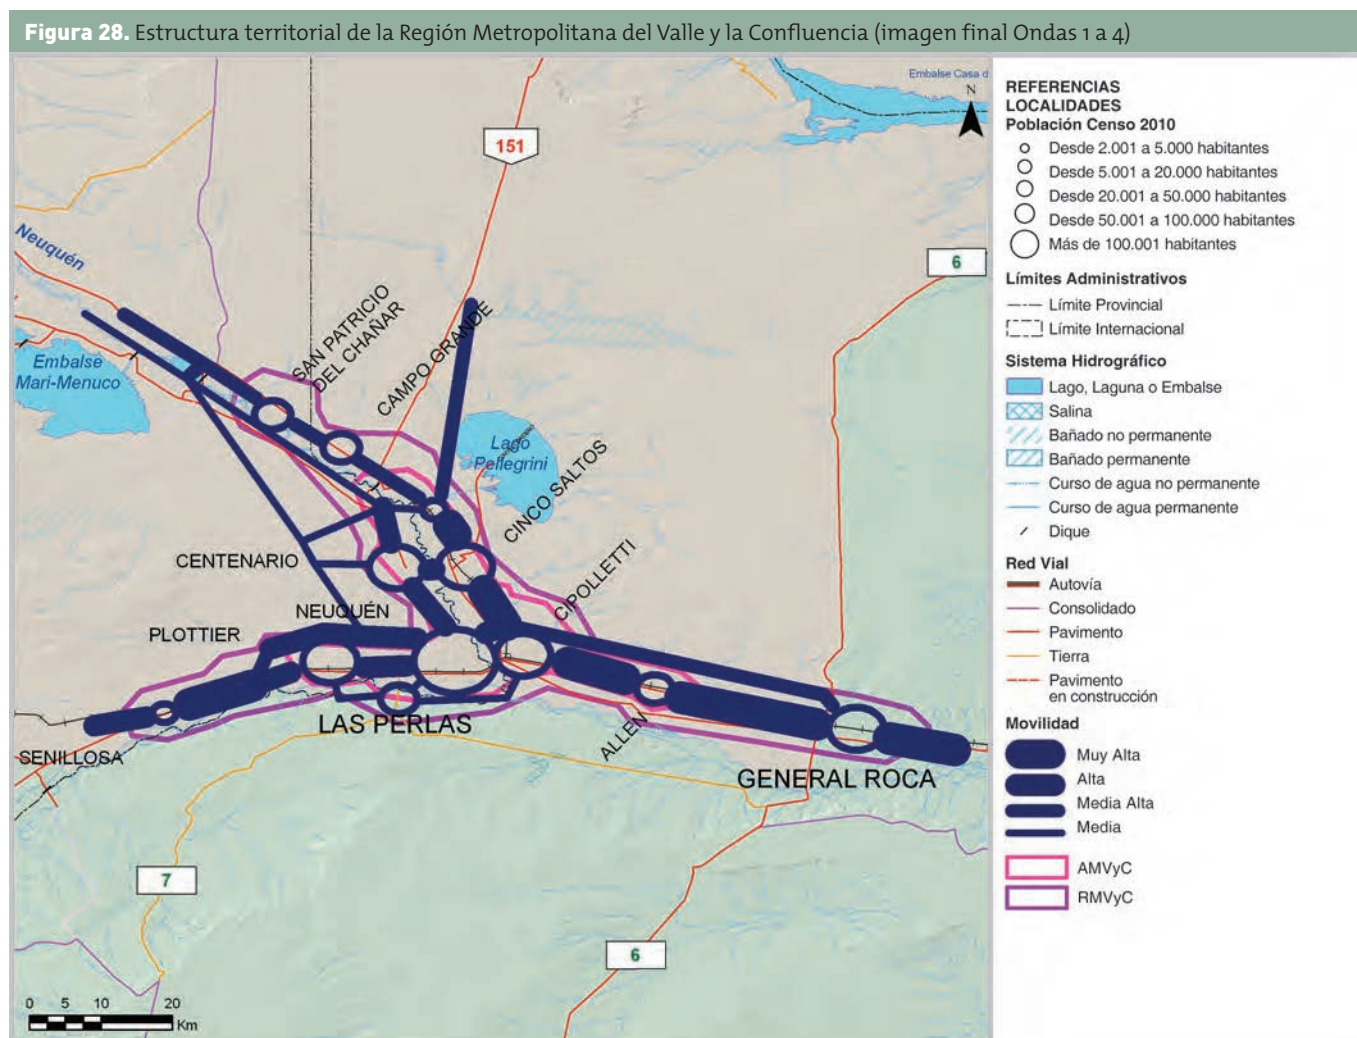 Figura 28. Estructura territorial de la Región Metropolitana del Valle y la Confluencia (imagen final Ondas 1 a 4)
Embalse Casa d
N
151
6
Neuquén
Embalse
Mari-Menuco
SAN PATRICIO
DEL CHAÑAR
CAMPO GRANDE
Lago
Pellegrini
CINCO SALTOS
CENTENARIO
CIPOLLETTI
NEUQUÉN
PLOTTIER
LAS PERLAS
SENILLOSA
ALLEN
GENERAL ROCA
7
6
0 5 10 20
Km
REFERENCIAS
LOCALIDADES
Población Censo 2010
Desde 2.001 a 5.000 habitantes
Desde 5.001 a 20.000 habitantes
Desde 20.001 a 50.000 habitantes
Desde 50.001 a 100.000 habitantes
Más de 100.001 habitantes
Límites Administrativos
Límite Provincial
Límite Internacional
Sistema Hidrográfico
Lago, Laguna o Embalse
Salina
Bañado no permanente
Bañado permanente
Curso de agua no permanente
Curso de agua permanente
Dique
Red Vial
Autovía
Consolidado
Pavimento
Tierra
Pavimento
en construcción
Movilidad
Muy Alta
Alta
Media Alta
Media
AMVyC
RMVyC